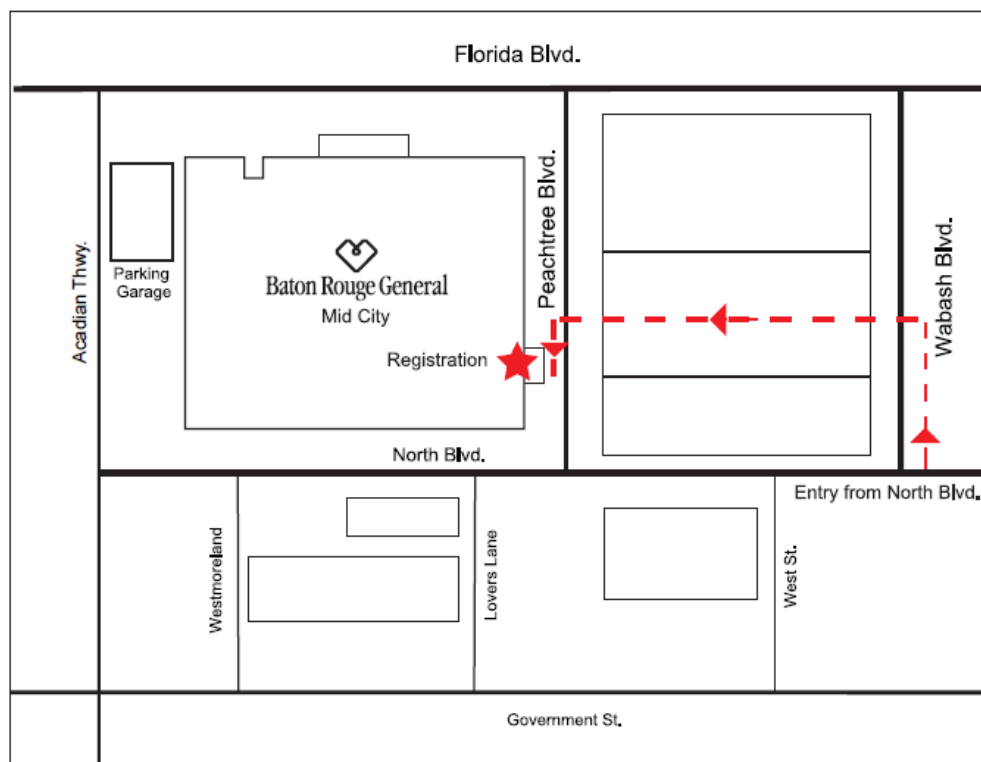 Florida Blvd.
Peachtree Blvd.
Wabash Blvd.
Acadian Thwy.
Parking
Garage
Baton Rouge General
Mid City
Registration
North Blvd.
Entry from North Blvd.
Westmoreland
Lovers Lane
West St.
Government St.